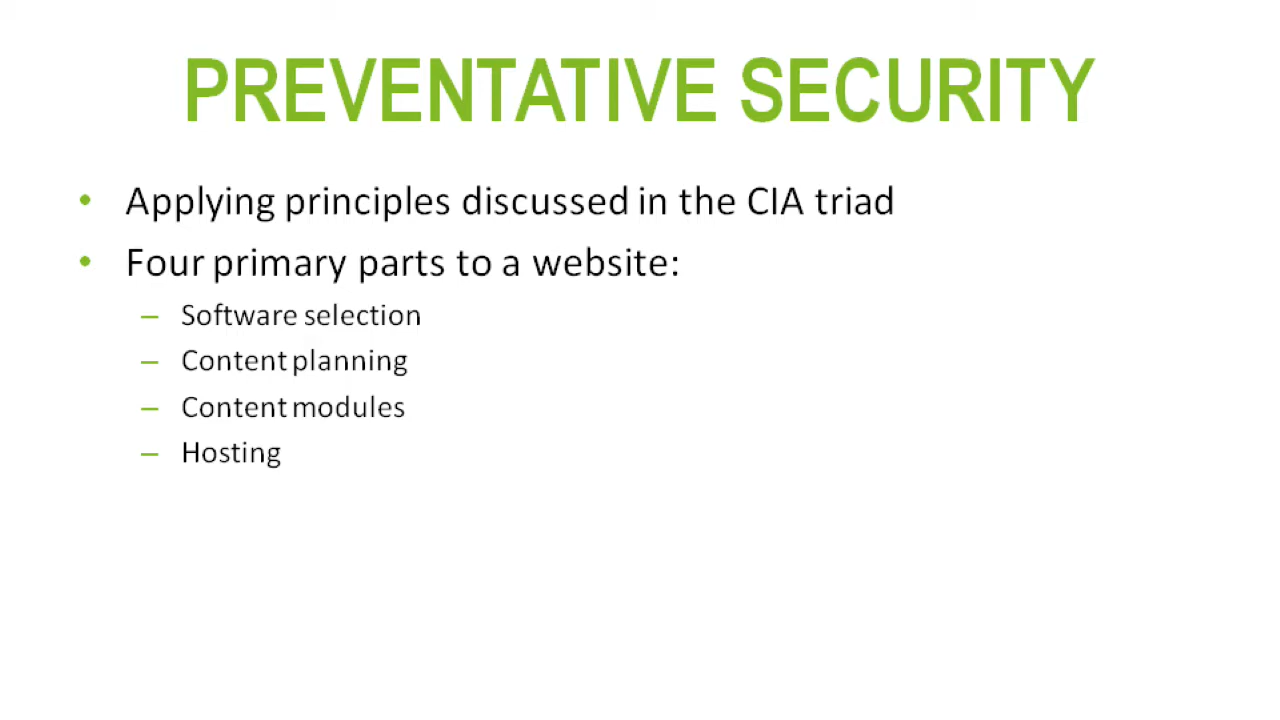 PREVENTATIVE SECURITY
• Applying principles discussed in the CIA triad
• Four primary parts to a website:
– Software selection
– Content planning
– Content modules
– Hosting